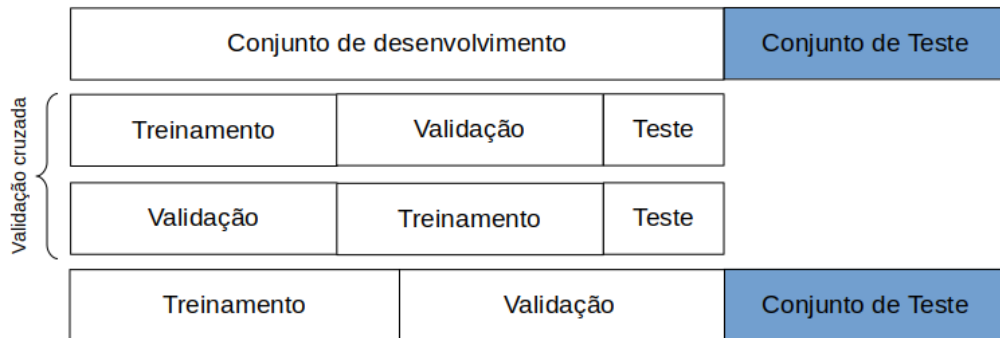 Conjunto de desenvolvimento Conjunto de Teste
Validação cruzada
Treinamento Validação Teste
Validação Treinamento Teste
Treinamento Validação Conjunto de Teste